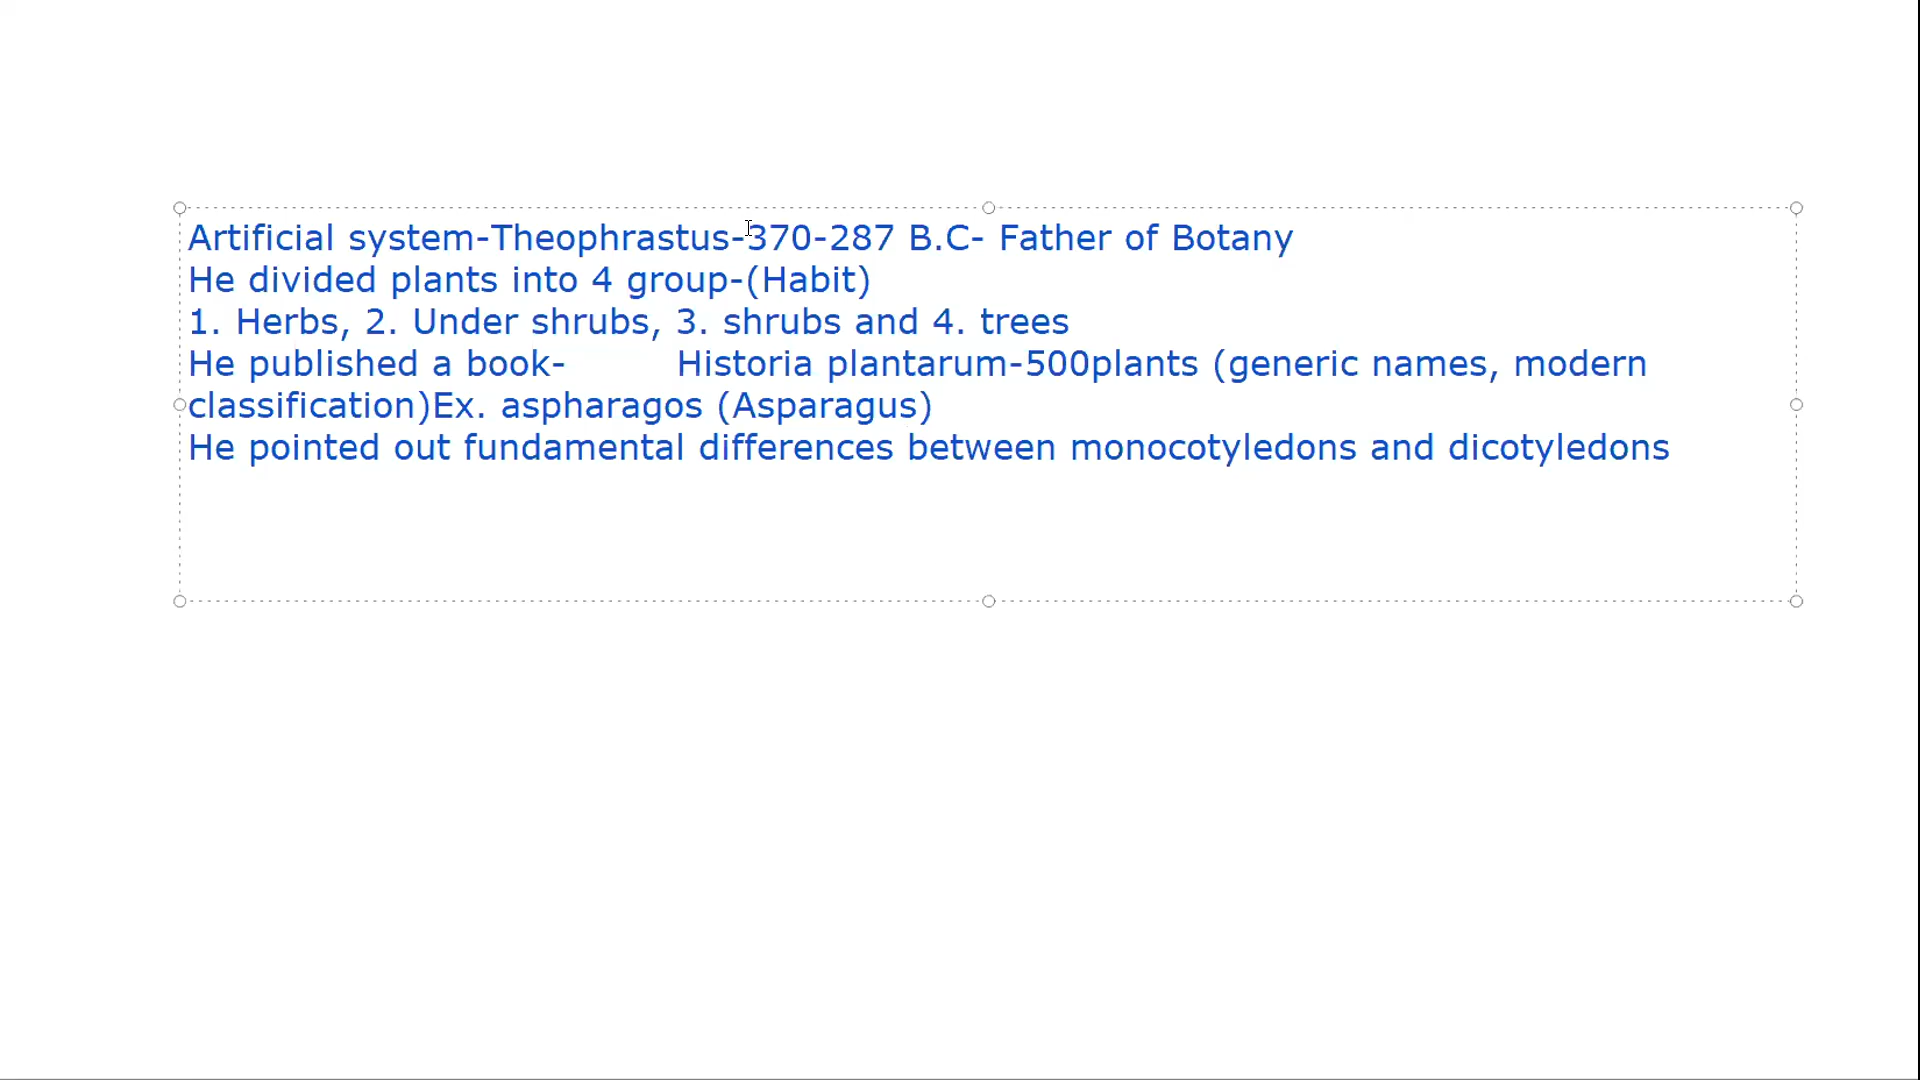 Artificial system-Theophrastus-370-287 B.C- Father of Botany
He divided plants into 4 group-(Habit)
1. Herbs, 2. Under shrubs, 3. shrubs and 4. trees
He published a book- Historia plantarum-500plants (generic names, modern
classification)Ex. aspharagos (Asparagus)
He pointed out fundamental differences between monocotyledons and dicotyledons